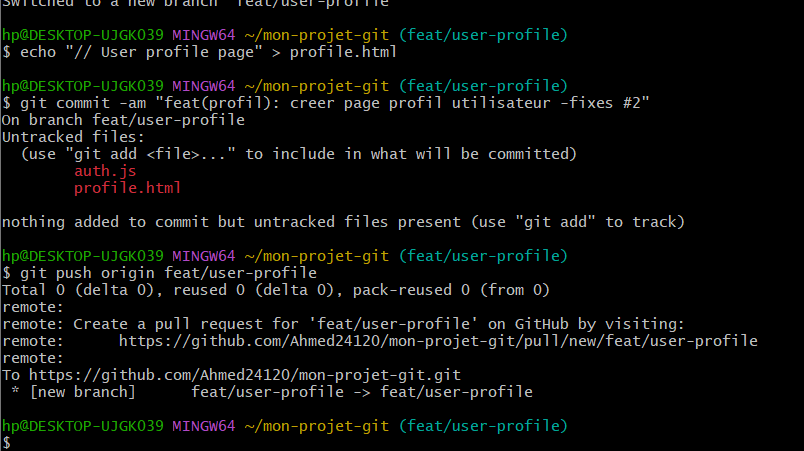 Switched to a new branch 'feat/user-profile'
hp@DESKTOP-UJGKO39 MINGW64 ~/mon-projet-git (feat/user-profile)
$ echo "// User profile page" > profile.html
hp@DESKTOP-UJGKO39 MINGW64 ~/mon-projet-git (feat/user-profile)
$ git commit -am "feat(profil): creer page profil utilisateur -fixes #2"
On branch feat/user-profile
Untracked files:
  (use "git add <file>..." to include in what will be committed)
        auth.js
        profile.html
nothing added to commit but untracked files present (use "git add" to track)
hp@DESKTOP-UJGKO39 MINGW64 ~/mon-projet-git (feat/user-profile)
$ git push origin feat/user-profile
Total 0 (delta 0), reused 0 (delta 0), pack-reused 0 (from 0)
remote:
remote: Create a pull request for 'feat/user-profile' on GitHub by visiting:
remote:      https://github.com/Ahmed24120/mon-projet-git/pull/new/feat/user-profile
remote:
To https://github.com/Ahmed24120/mon-projet-git.git
 * [new branch]      feat/user-profile -> feat/user-profile
hp@DESKTOP-UJGKO39 MINGW64 ~/mon-projet-git (feat/user-profile)
$